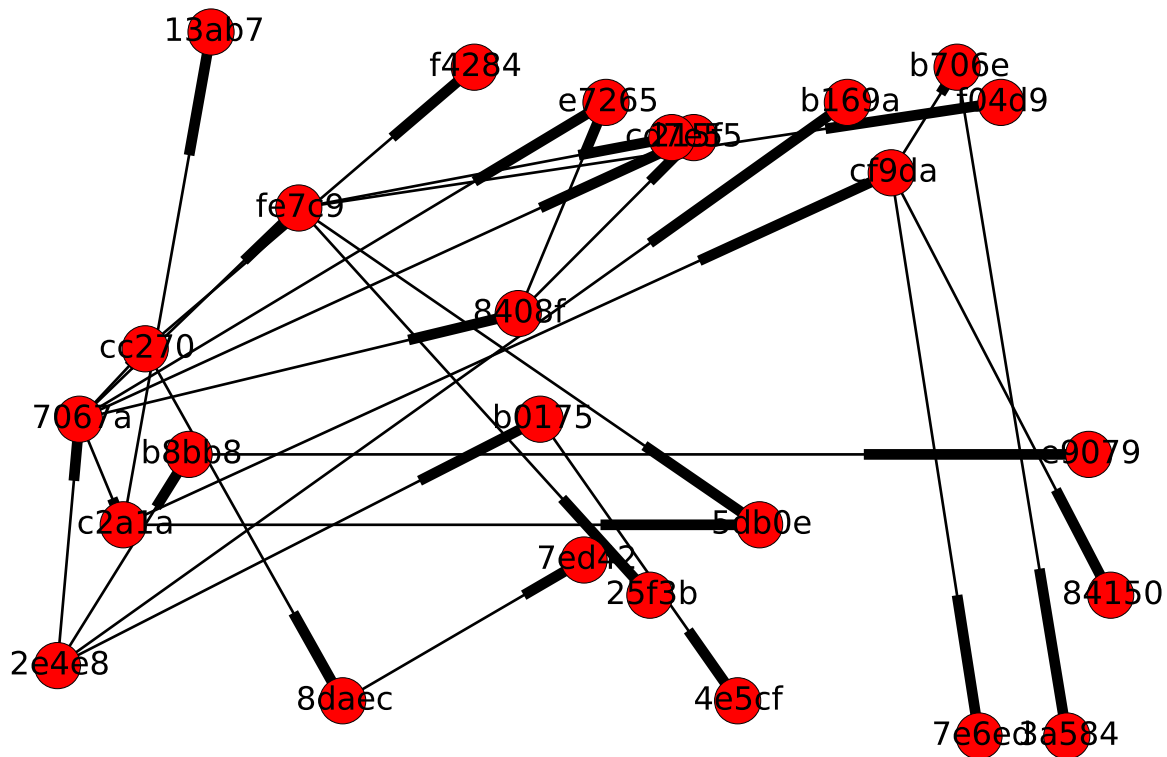 13ab7
f4284
b706e
e7265
b169a
f04d9
cf9da
fe7c9
8408f
cc270
7067a
b0175
b8bb8
e9079
c2a1a
5db0e
7ed42
25f3b
84150
2e4e8
8daec
4e5cf
7e6ed
3a584